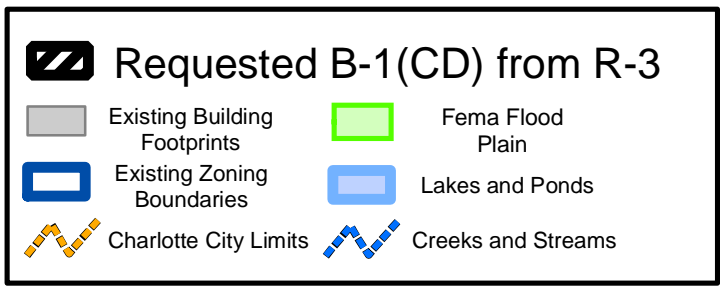 Requested B-1(CD) from R-3
Existing Building
Footprints
Fema Flood
Plain
Existing Zoning
Boundaries
Lakes and Ponds
Charlotte City Limits
Creeks and Streams